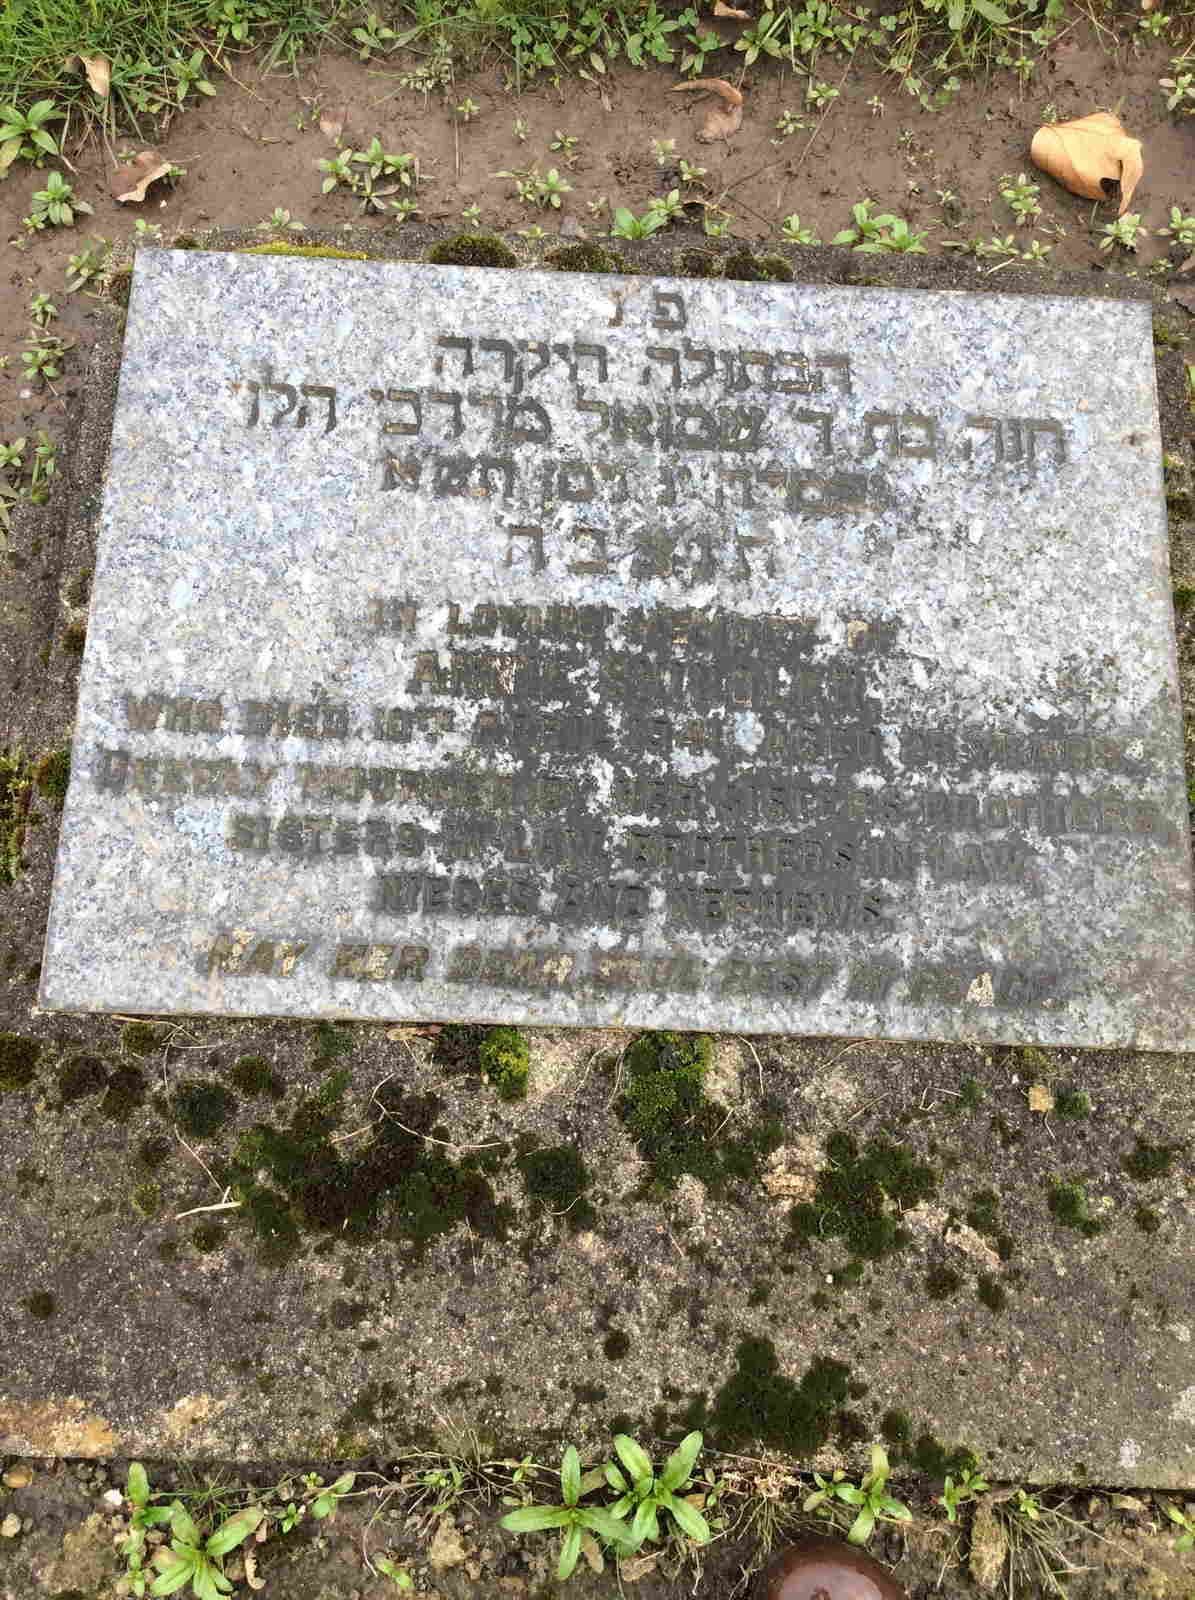 פ נ
הבתולה היקרה
חנה בת ר' שמואל מרדכי הלוי
נפטרה יג ניסן תש"א
ת נ צ ב ה
IN LOVING MEMORY OF
ANNIE
WHO DIED 10TH APRIL 1941, AGED YEARS.
DEEPLY MOURNED BY HER SISTERS, BROTHERS,
SISTERS-IN-LAW, BROTHERS-IN-LAW,
NIECES AND NEPHEWS.
MAY HER DEAR SOUL REST IN PEACE.